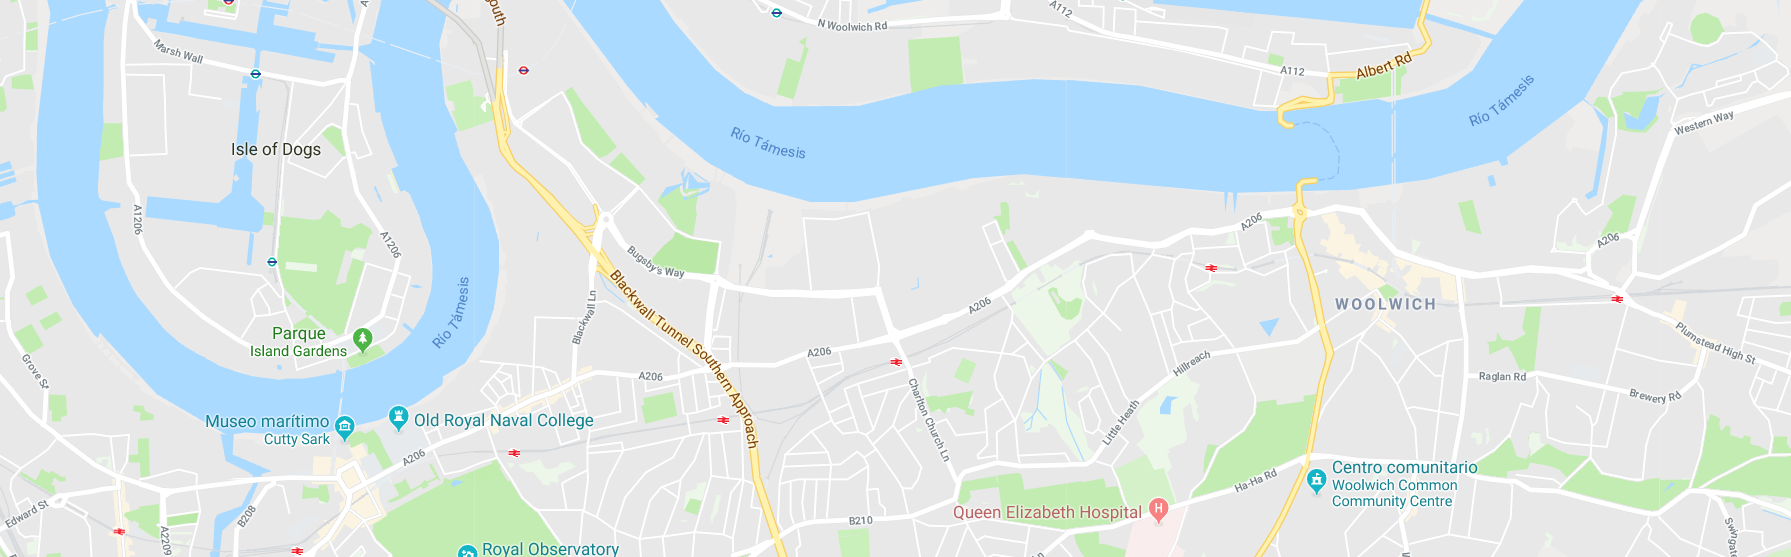 outh
A112
N Woolwich Rd
Marsh Wall
A112
Albert Rd
Río Támesis
Western Way
Isle of Dogs
Río Támesis
A1206
A1206
A206
A206
Bugsby's Way
Río Támesis
Blackwall Ln
Blackwall Tunnel Southern Approach
A206
WOOLWICH
Parque
Island Gardens
Plumstead High St
A206
Hillreach
Grove St
A206
Raglan Rd
Brewery Rd
Charlton Church Ln
Little Heath
Museo marítimo
Cutty Sark
Old Royal Naval College
A206
Ha-Ha Rd
Centro comunitario
Woolwich Common
Community Centre
Edward St
B208
A2209
Queen Elizabeth Hospital
H
B210
Royal Observatory